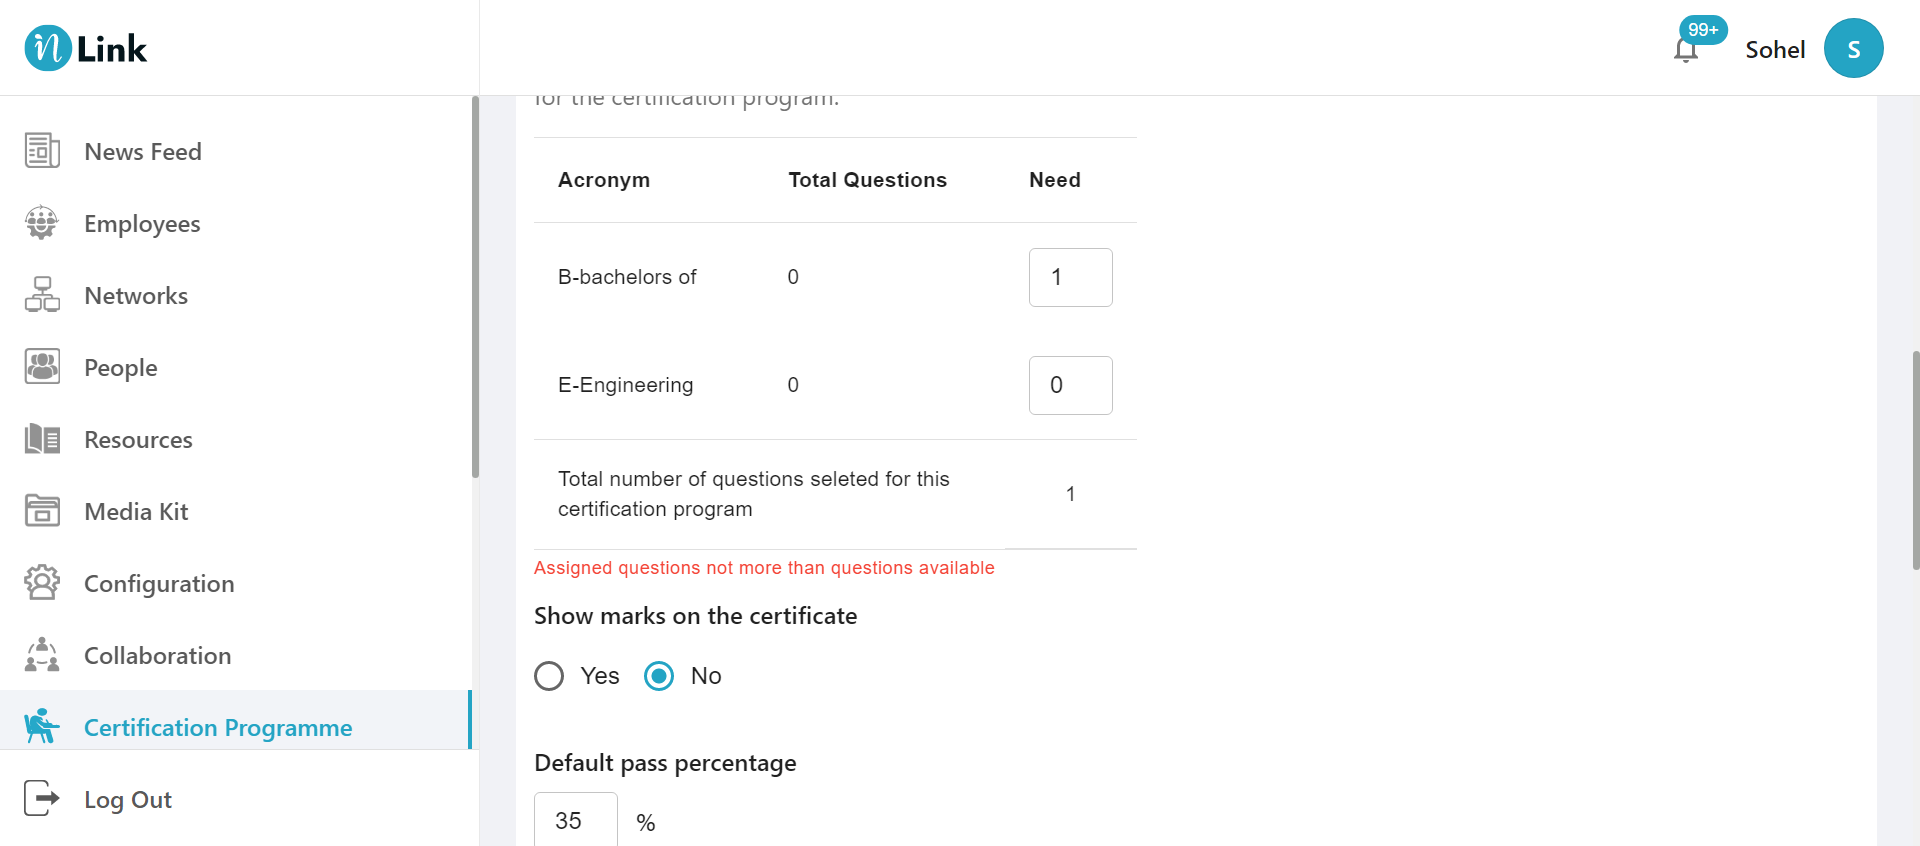 n Link
99+
Sohel
S
News Feed
Employees
Networks
People
Resources
Media Kit
Configuration
Collaboration
Certification Programme
Log Out
for the certification program.
Acronym Total Questions Need
B-bachelors of 0 1
E-Engineering 0 0
Total number of questions seleted for this
certification program
1
Assigned questions not more than questions available
Show marks on the certificate
Yes No
Default pass percentage
35 %